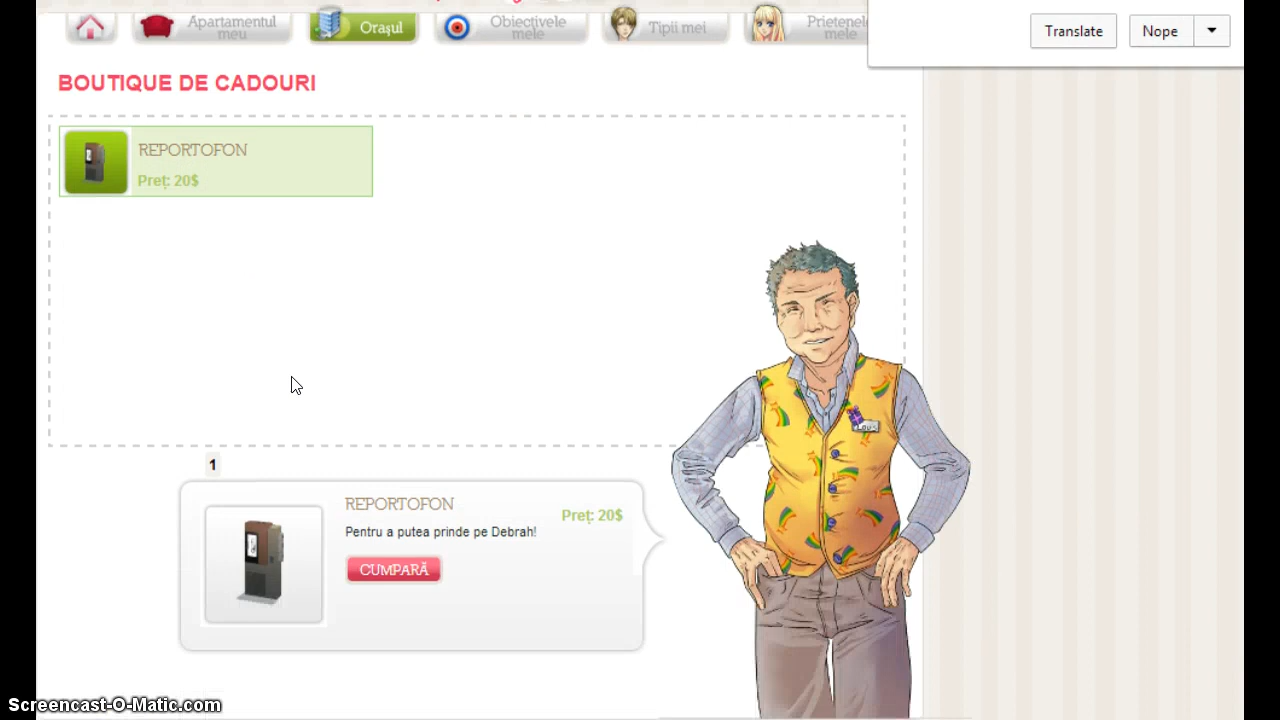 Apartamentul
meu
Orașul
Obiectivele
mele
Tipii mei
Prietenele
mele
Translate
Nope
BOUTIQUE DE CADOURI
REPORTOFON
Preț: 20$
1
REPORTOFON
Preț: 20$
Pentru a putea prinde pe Debrah!
CUMPARĂ
Screencast-O-Matic.com